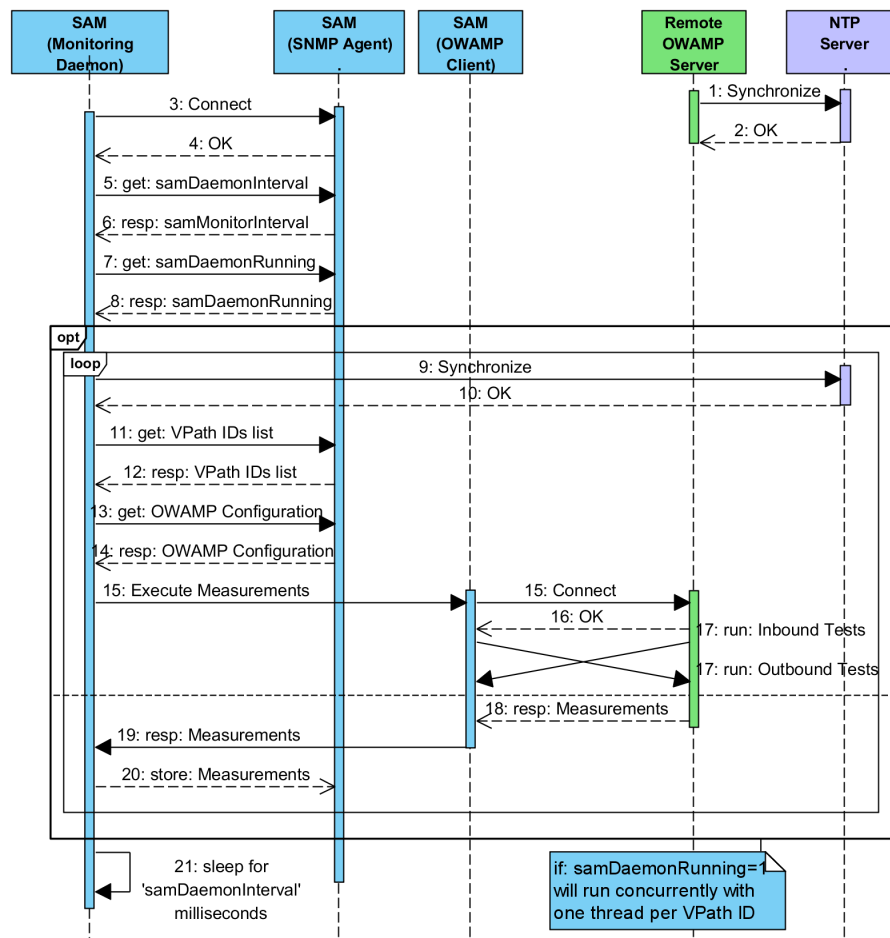 SAM
(Monitoring
Daemon)
SAM
(SNMP Agent)
.
SAM
(OWAMP
Client)
Remote
OWAMP
Server
NTP
Server
.
1: Synchronize
3: Connect
2: OK
4: OK
5: get: samDaemonInterval
6: resp: samMonitorInterval
7: get: samDaemonRunning
8: resp: samDaemonRunning
opt
loop
9: Synchronize
10: OK
11: get: VPath IDs list
12: resp: VPath IDs list
13: get: OWAMP Configuration
14: resp: OWAMP Configuration
15: Execute Measurements
15: Connect
16: OK
17: run: Inbound Tests
17: run: Outbound Tests
18: resp: Measurements
19: resp: Measurements
20: store: Measurements
21: sleep for
'samDaemonInterval'
milliseconds
if: samDaemonRunning=1
will run concurrently with
one thread per VPath ID